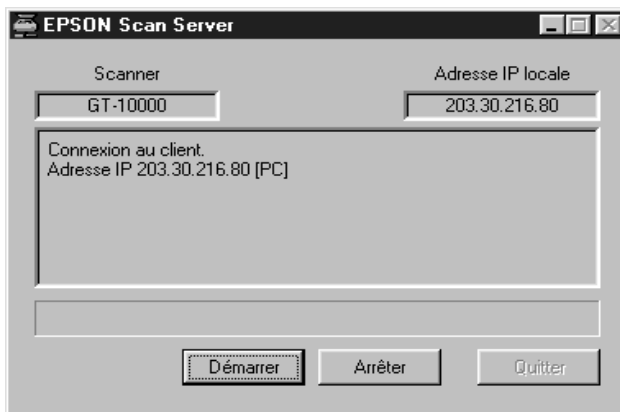 EPSON Scan Server
Scanner
Adresse IP locale
GT-10000
203.30.216.80
Connexion au client.
Adresse IP 203.30.216.80 [PC]
Démarrer
Arrêter
Quitter